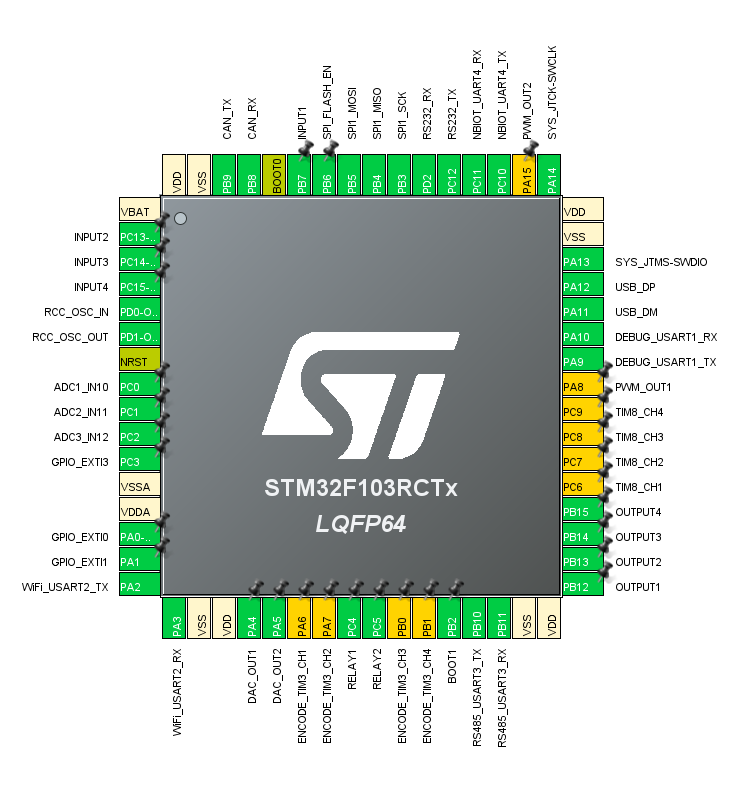 CAN_TX
CAN_RX
INPUT1
SPI_FLASH_EN
SPI1_MOSI
SPI1_MISO
SPI1_SCK
RS232_RX
RS232_TX
NBIOT_UART4_RX
NBIOT_UART4_TX
PWM_OUT2
SYS_JTCK-SWCLK
VDD
VSS
PB9
PB8
BOOT0
PB7
PB6
PB5
PB4
PB3
PD2
PC12
PC11
PC10
PA15
PA14
VBAT
INPUT2 PC13-..
INPUT3 PC14-..
INPUT4 PC15-..
RCC_OSC_IN PD0-O..
RCC_OSC_OUT PD1-O..
NRST
ADC1_IN10 PC0
ADC2_IN11 PC1
ADC3_IN12 PC2
GPIO_EXTI3 PC3
VSSA
VDDA
GPIO_EXTI0 PA0-..
GPIO_EXTI1 PA1
WiFi_USART2_TX PA2
VDD
VSS
PA13 SYS_JTMS-SWDIO
PA12 USB_DP
PA11 USB_DM
PA10 DEBUG_USART1_RX
PA9 DEBUG_USART1_TX
PA8 PWM_OUT1
PC9 TIM8_CH4
PC8 TIM8_CH3
PC7 TIM8_CH2
PC6 TIM8_CH1
PB15 OUTPUT4
PB14 OUTPUT3
PB13 OUTPUT2
PB12 OUTPUT1
STM32F103RCTx
LQFP64
PA3
VSS
VDD
PA4
PA5
PA6
PA7
PC4
PC5
PB0
PB1
PB2
PB10
PB11
VSS
VDD
WiFi_USART2_RX
DAC_OUT1
DAC_OUT2
ENCODE_TIM3_CH1
ENCODE_TIM3_CH2
RELAY1
RELAY2
ENCODE_TIM3_CH3
ENCODE_TIM3_CH4
BOOT1
RS485_USART3_TX
RS485_USART3_RX